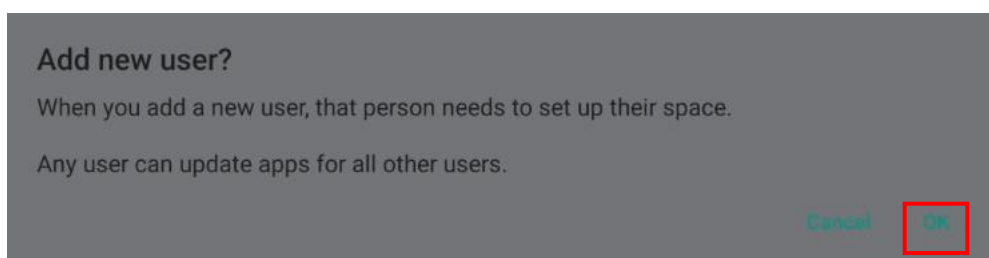 Add new user?
When you add a new user, that person needs to set up their space.
Any user can update apps for all other users.
Cancel OK